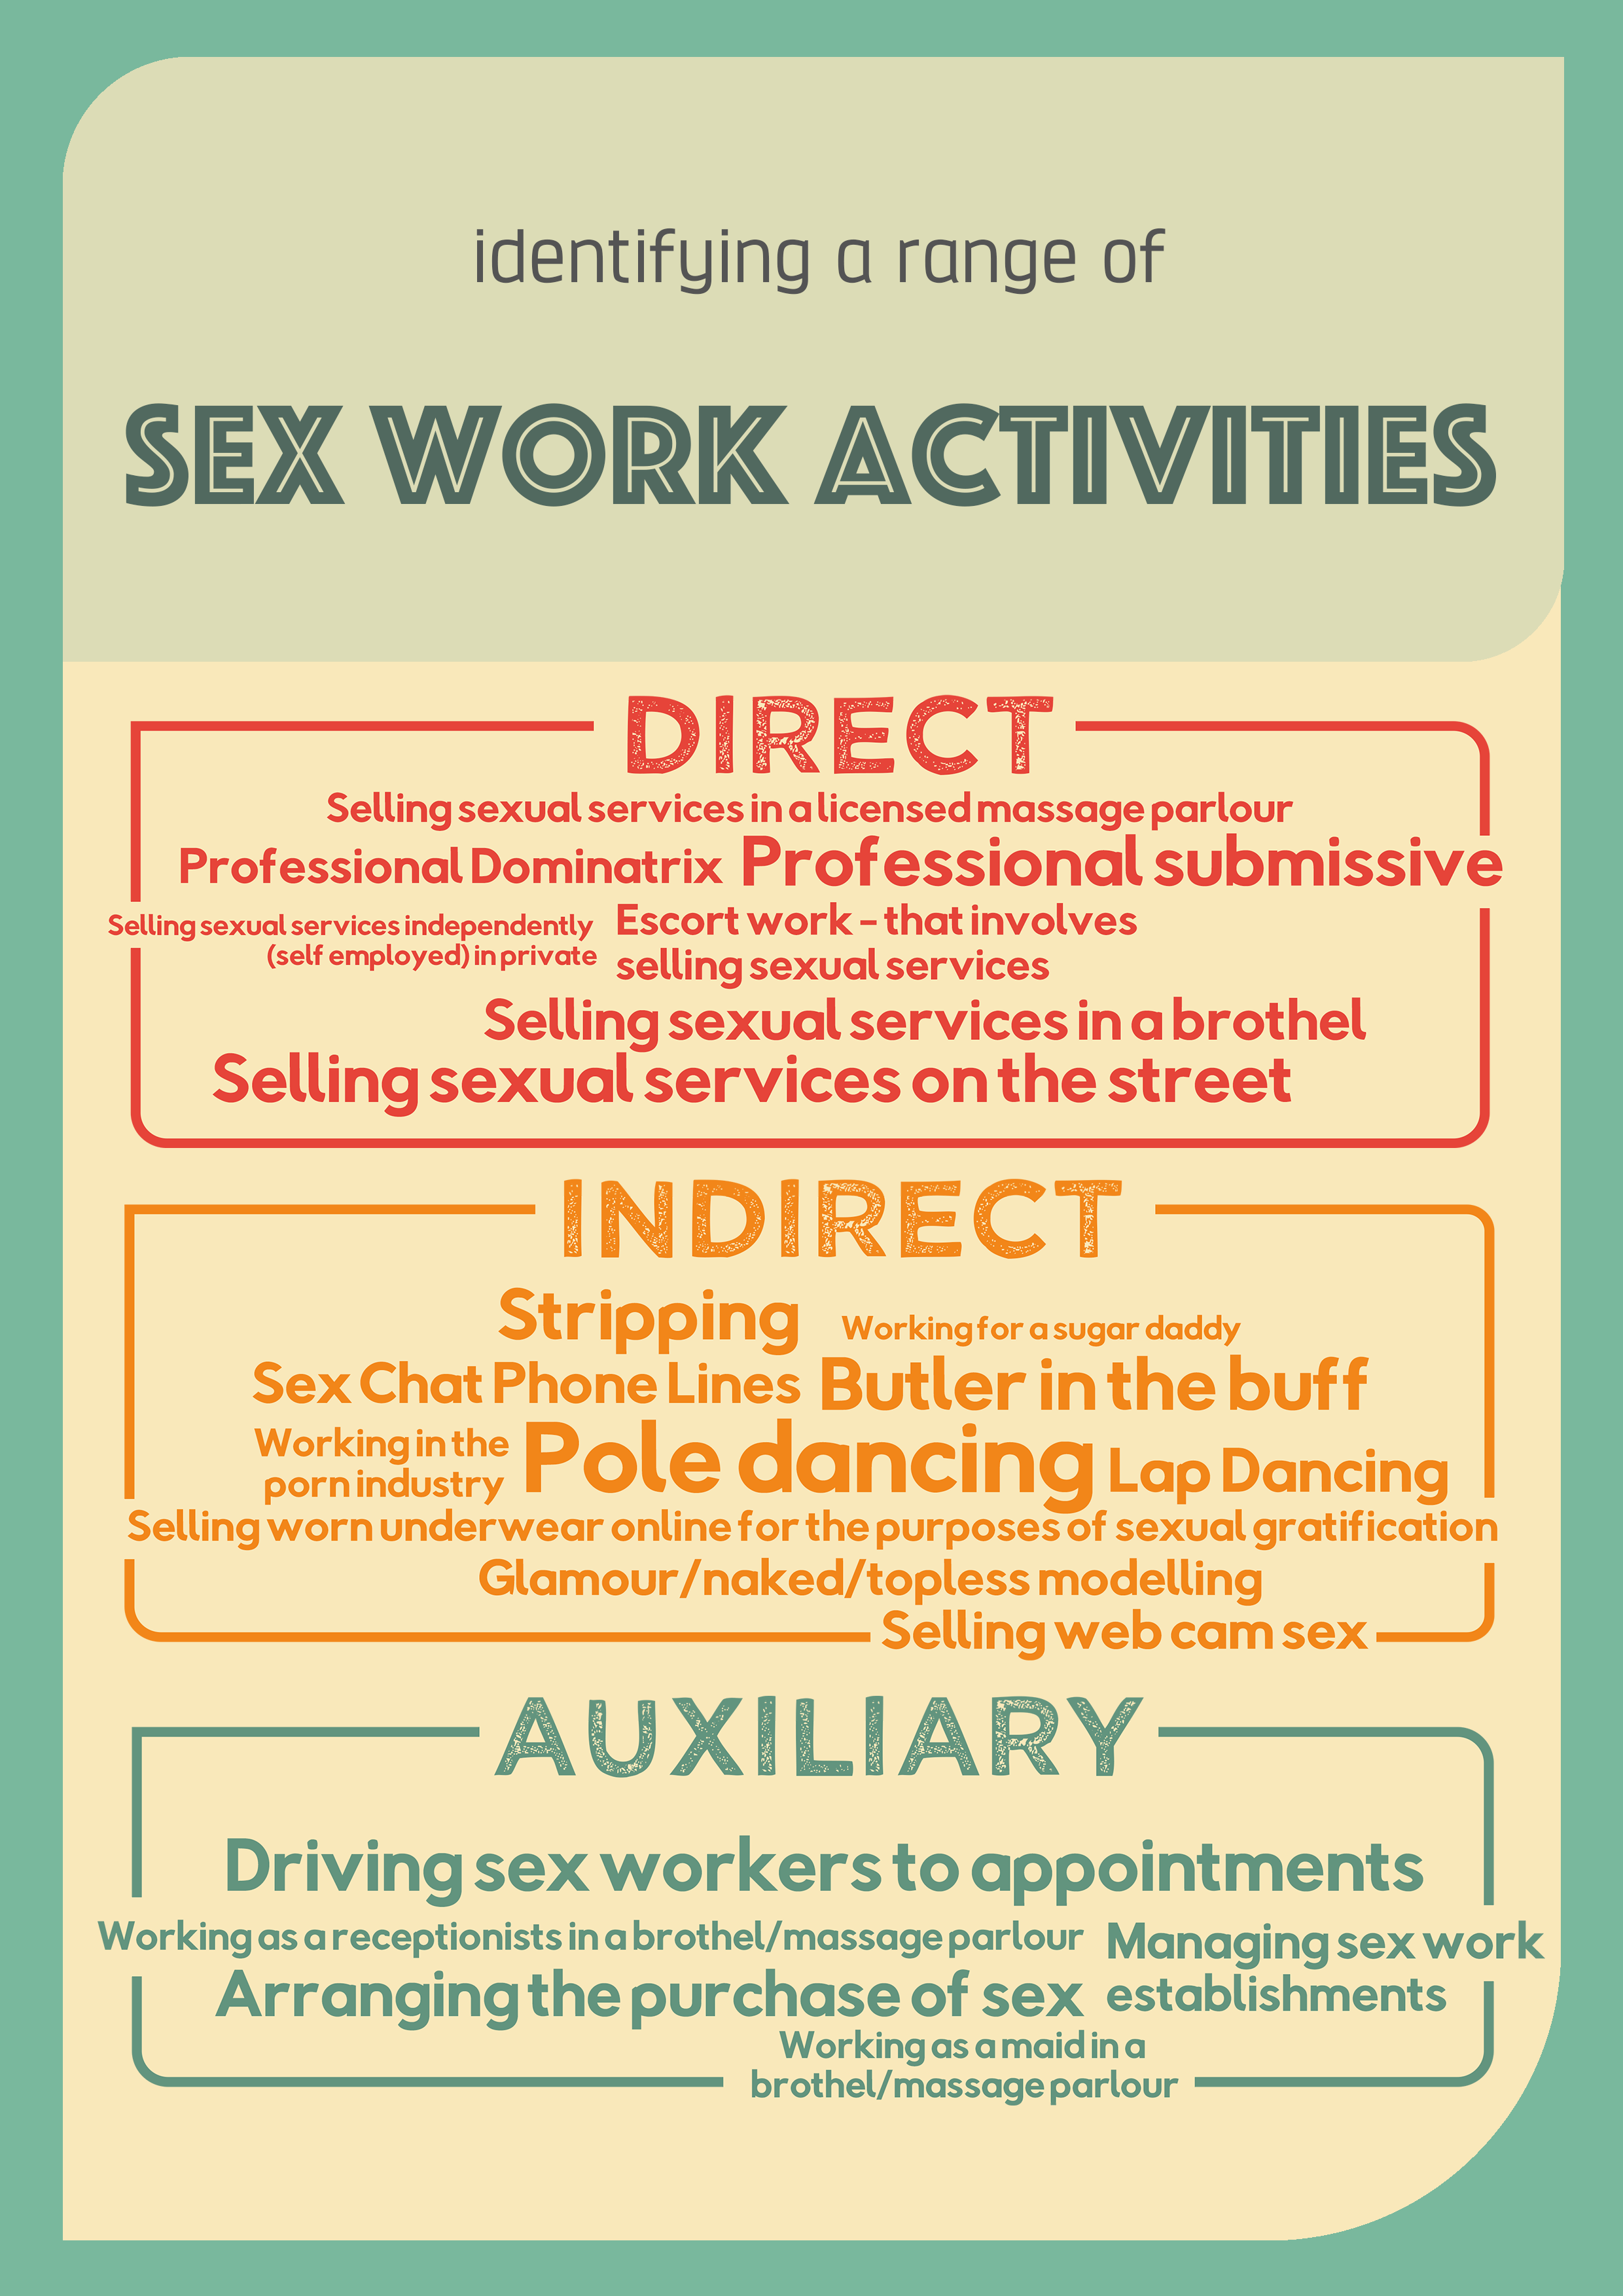 identifying a range of
SEX WORK ACTIVITIES
DIRECT
Selling sexual services in a licensed massage parlour
Professional Dominatrix
Professional submissive
Selling sexual services independently
(self employed) in private
Escort work - that involves
selling sexual services
Selling sexual services in a brothel
Selling sexual services on the street
INDIRECT
Stripping
Working for a sugar daddy
Sex Chat Phone Lines
Butler in the buff
Working in the
porn industry
Pole dancing
Lap Dancing
Selling worn underwear online for the purposes of sexual gratification
Glamour/naked/topless modelling
Selling web cam sex
AUXILIARY
Driving sex workers to appointments
Working as a receptionists in a brothel/massage parlour
Managing sex work
establishments
Arranging the purchase of sex
Working as a maid in a
brothel/massage parlour